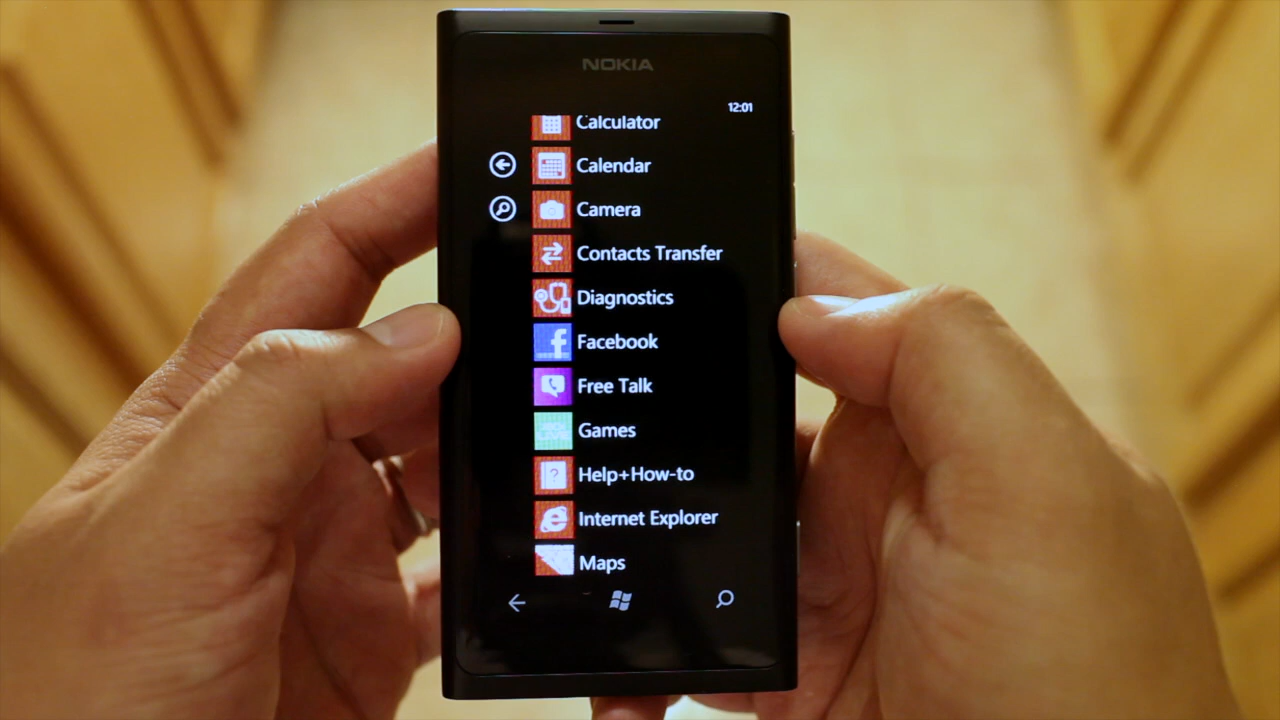 NOKIA
12:01
Calculator
Calendar
Camera
Contacts Transfer
Diagnostics
Facebook
Free Talk
Games
Help+How-to
Internet Explorer
Maps